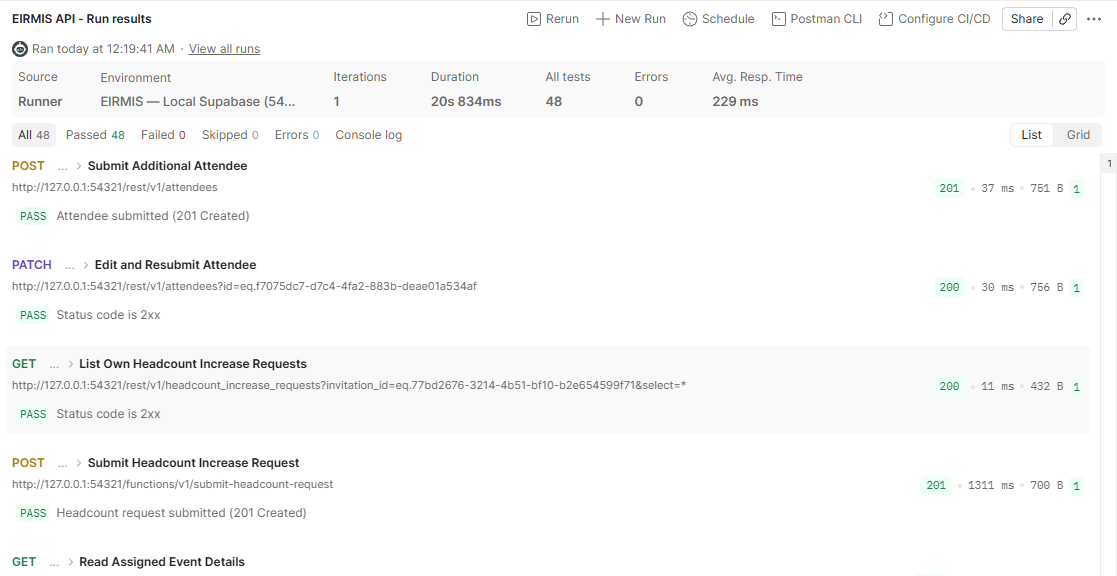 EIRMIS API - Run results
Rerun
New Run
Schedule
Postman CLI
Configure CI/CD
Share
Ran today at 12:19:41 AM · View all runs
Source Environment Iterations Duration All tests Errors Avg. Resp. Time
Runner EIRMIS — Local Supabase (54... 1 20s 834ms 48 0 229 ms
All 48 Passed 48 Failed 0 Skipped 0 Errors 0 Console log List Grid
1
POST ... > Submit Additional Attendee
http://127.0.0.1:54321/rest/v1/attendees 201 • 37 ms • 751 B 1
PASS Attendee submitted (201 Created)
PATCH ... > Edit and Resubmit Attendee
http://127.0.0.1:54321/rest/v1/attendees?id=eq.f7075dc7-d7c4-4fa2-883b-deae01a534af 200 • 30 ms • 756 B 1
PASS Status code is 2xx
GET ... > List Own Headcount Increase Requests
http://127.0.0.1:54321/rest/v1/headcount_increase_requests?invitation_id=eq.77bd2676-3214-4b51-bf10-b2e654599f71&select=* 200 • 11 ms • 432 B 1
PASS Status code is 2xx
POST ... > Submit Headcount Increase Request
http://127.0.0.1:54321/functions/v1/submit-headcount-request 201 • 1311 ms • 700 B 1
PASS Headcount request submitted (201 Created)
GET ... > Read Assigned Event Details